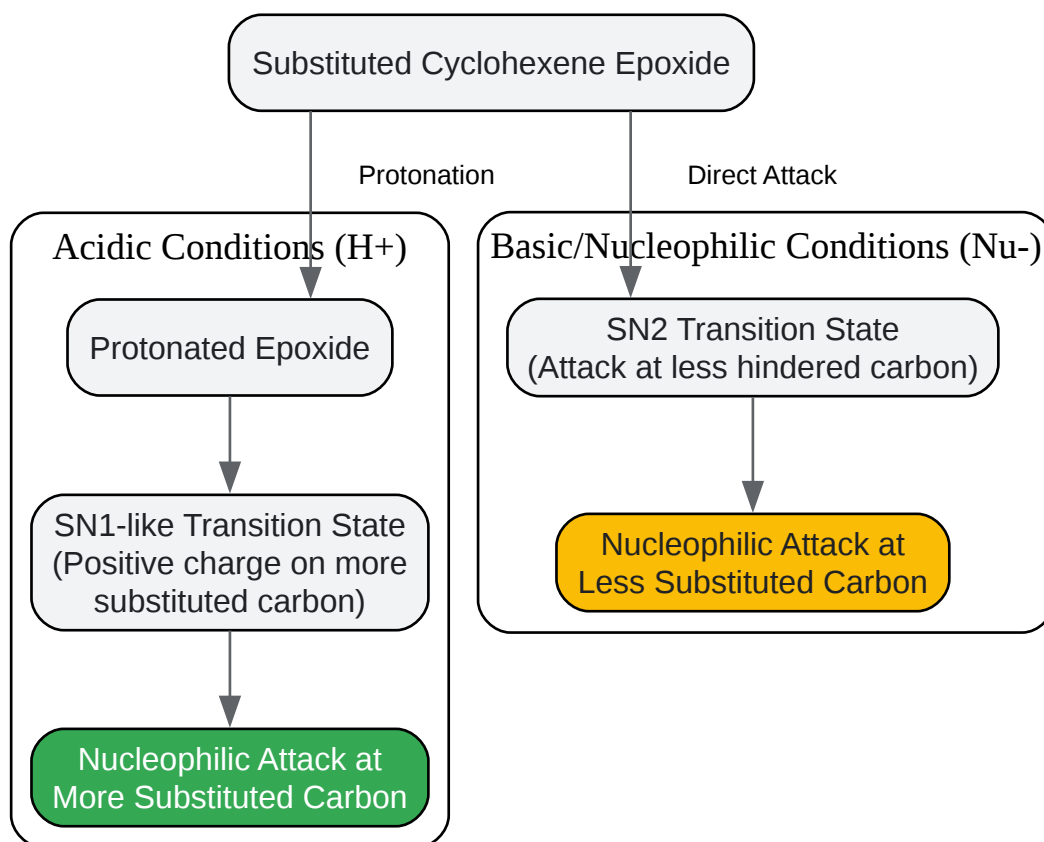 Substituted Cyclohexene Epoxide
Protonation
Direct Attack
Acidic Conditions (H+)
Protonated Epoxide
SN1-like Transition State
(Positive charge on more
substituted carbon)
Nucleophilic Attack at
More Substituted Carbon
Basic/Nucleophilic Conditions (Nu-)
SN2 Transition State
(Attack at less hindered carbon)
Nucleophilic Attack at
Less Substituted Carbon